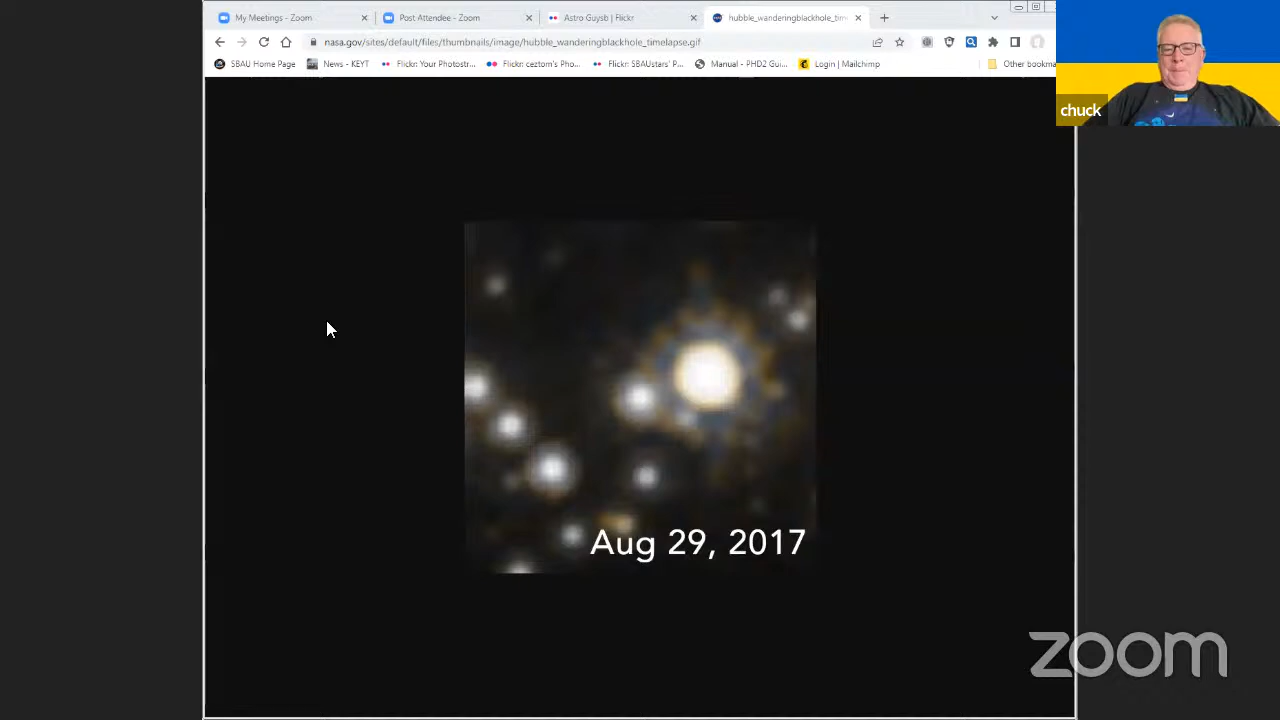 My Meetings - Zoom
Post Attendee - Zoom
Astro Guysb | Flickr
hubble_wanderingblackhole_tim
nasa.gov/sites/default/files/thumbnails/image/hubble_wanderingblackhole_timelapse.gif
SBAU Home Page
News - KEYT
Flickr: Your Photost...
Flickr: ceztom's Pho...
Flickr: SBAUstars' P...
Manual - PHD2 Gui...
Login | Mailchimp
Other bookma
chuck
Aug 29, 2017
zoom